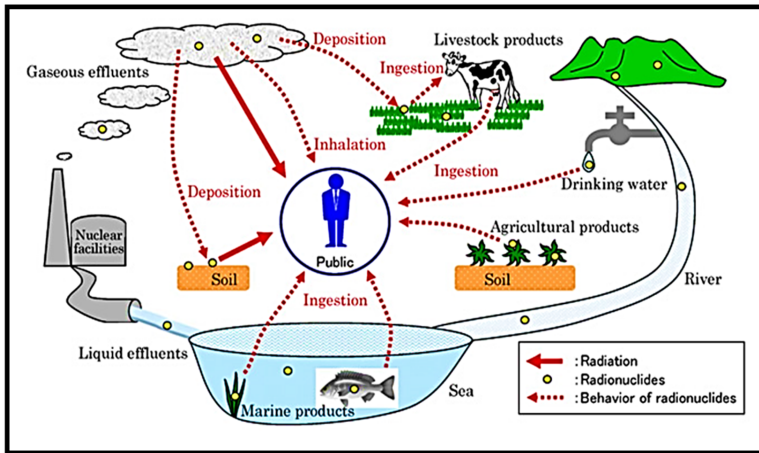 Deposition
Livestock products
Gaseous effluents
Ingestion
Inhalation
Ingestion
Deposition
Drinking water
Nuclear
facilities
Agricultural products
Public
Soil
Soil
River
Ingestion
Liquid effluents
Sea
Marine products
:Radiation
:Radionuclides
:Behavior of radionuclides